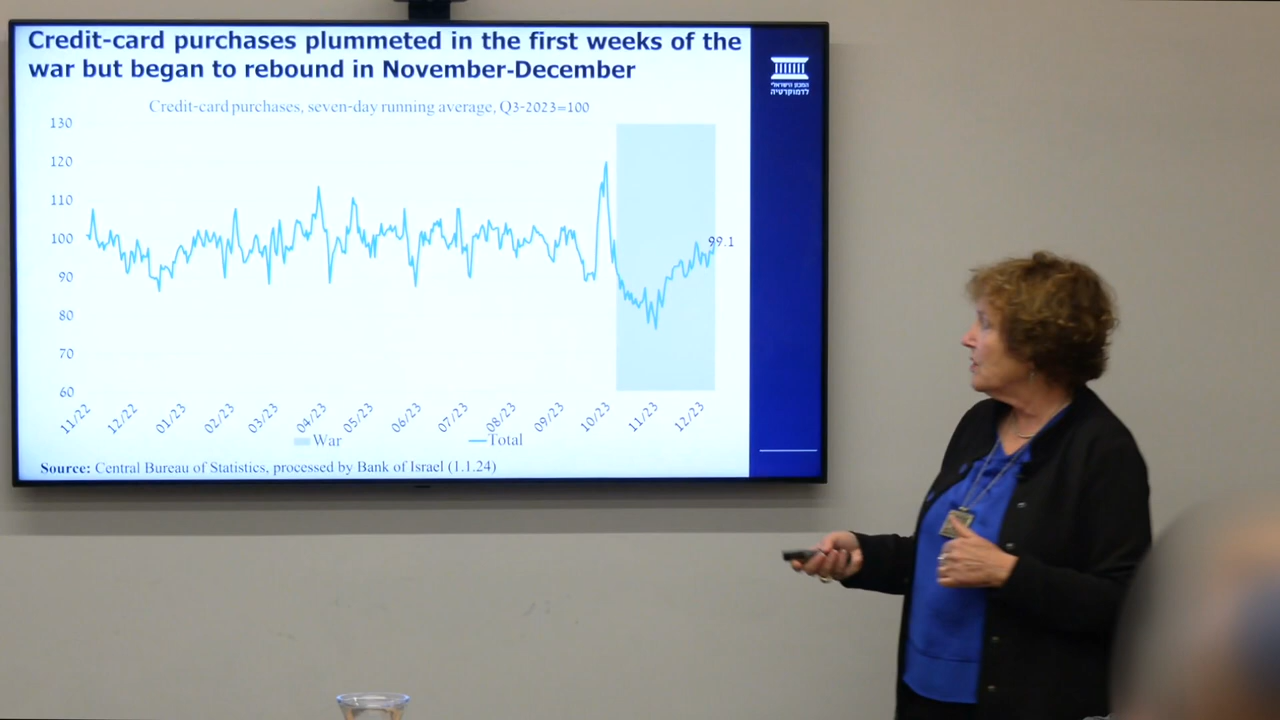 Credit-card purchases plummeted in the first weeks of the
war but began to rebound in November-December
Credit-card purchases, seven-day running average, Q3-2023=100
130
120
110
100
90
80
70
60
99.1
11/22 12/22 01/23 02/23 03/23 04/23 05/23 06/23 07/23 08/23 09/23 10/23 11/23 12/23
War Total
Source: Central Bureau of Statistics, processed by Bank of Israel (1.1.24)
המכון הישראלי
לדמוקרטיה